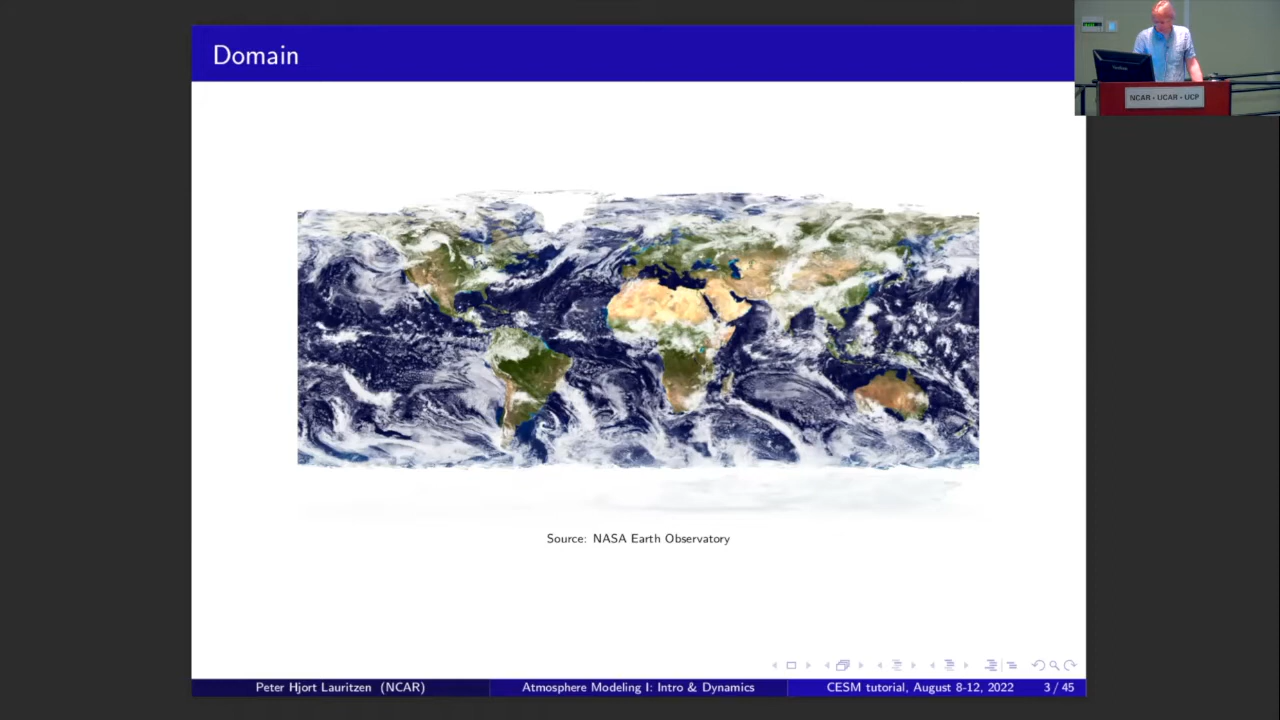 Domain
NCAR • UCAR • UCP
Source: NASA Earth Observatory
Peter Hjort Lauritzen (NCAR)
Atmosphere Modeling I: Intro & Dynamics
CESM tutorial, August 8-12, 2022
3 / 45